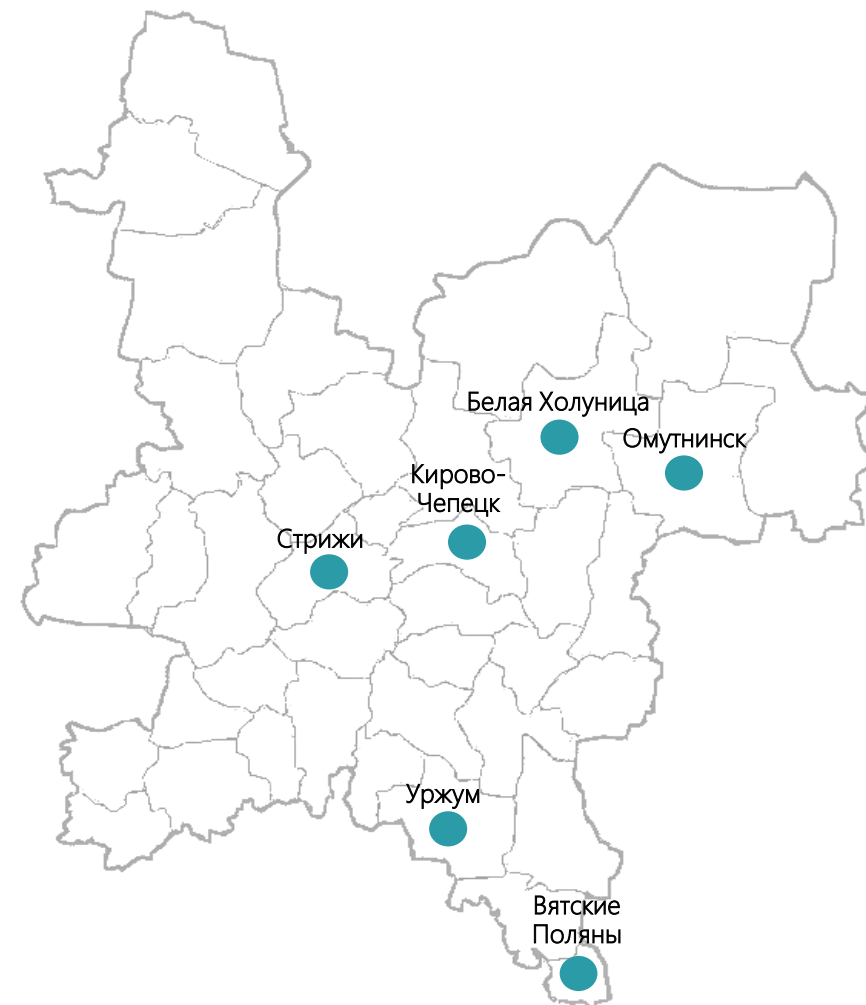 Белая Холуница
Омутнинск
Кирово-
Чепецк
Стрижи
Уржум
Вятские
Поляны